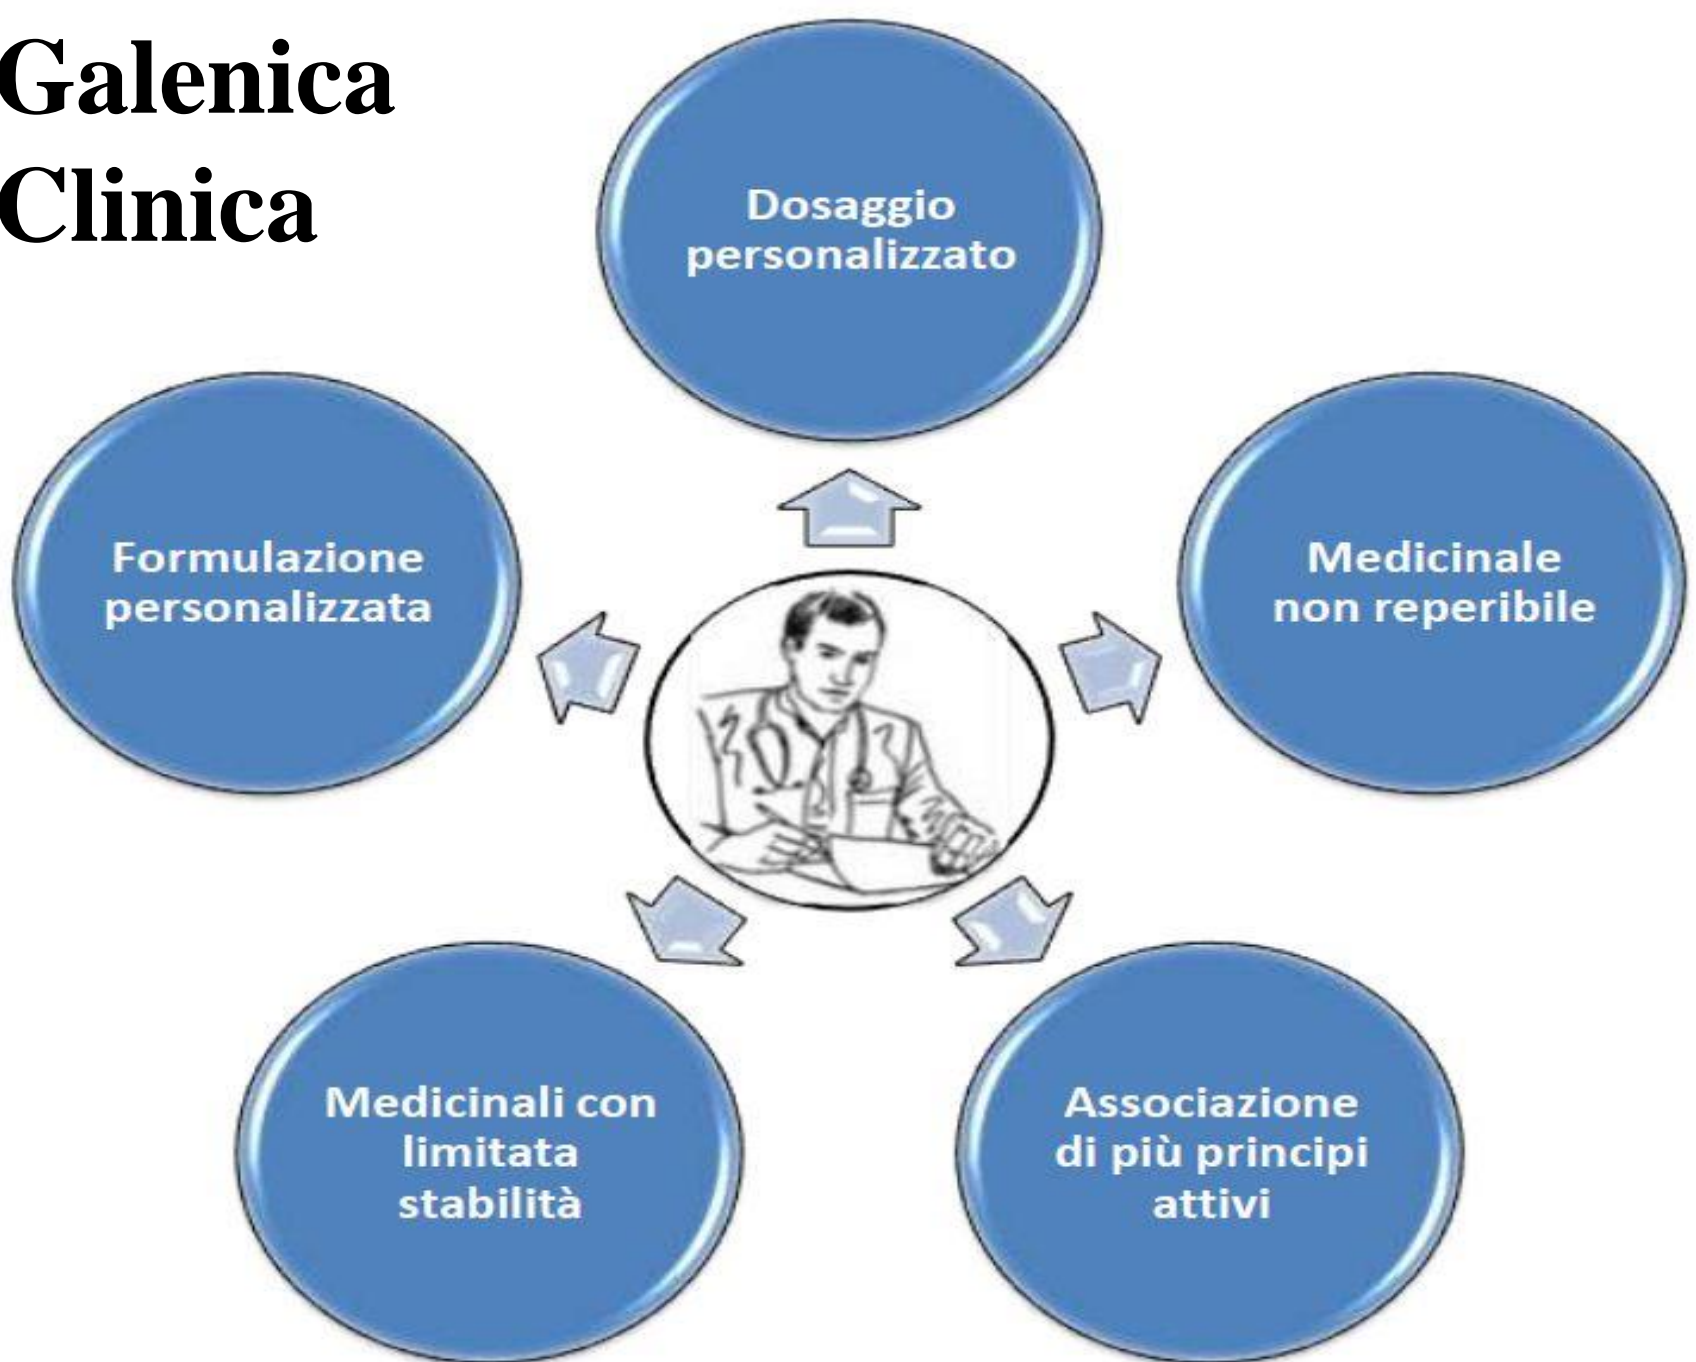 Galenica
Clinica
Dosaggio
personalizzato
Formulazione
personalizzata
Medicinale
non reperibile
Medicinali con
limitata
stabilità
Associazione
di più principi
attivi